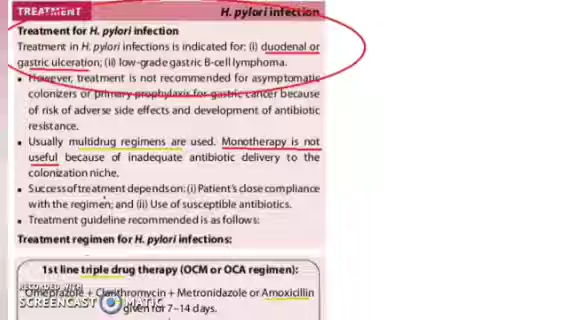 TREATMENT H. pylori infection
Treatment for H. pylori infection
Treatment in H. pylori infections is indicated for: (i) duodenal or
gastric ulceration; (ii) low-grade gastric B-cell lymphoma.
• However, treatment is not recommended for asymptomatic
colonizers or primary prophylaxis for gastric cancer because
of risk of adverse side effects and development of antibiotic
resistance.
• Usually multidrug regimens are used. Monotherapy is not
useful because of inadequate antibiotic delivery to the
colonization niche.
• Success of treatment depends on: (i) Patient's close compliance
with the regimen; and (ii) Use of susceptible antibiotics.
• Treatment guideline recommended is as follows:
Treatment regimen for H. pylori infections:
1st line triple drug therapy (OCM or OCA regimen):
Omeprazole + Clarithromycin + Metronidazole or Amoxicillin
given for 7–14 days.
RECORDED WITH
SCREENCAST MATIC